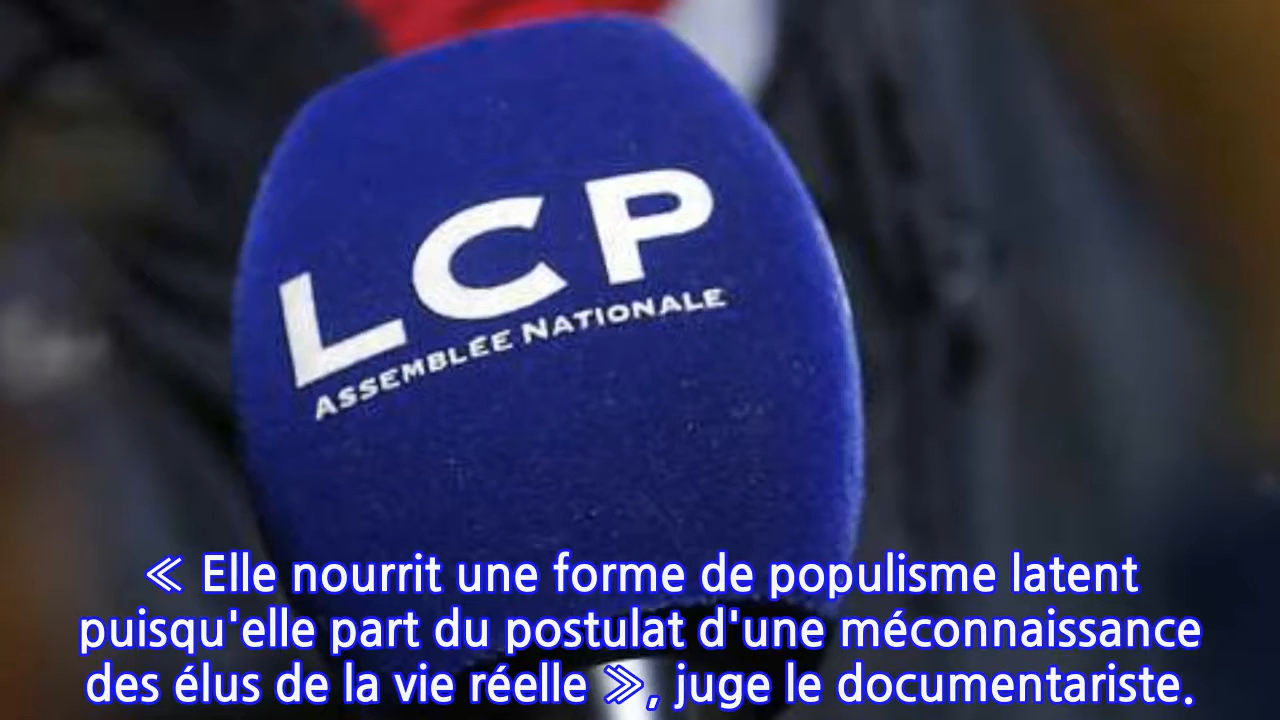 LCP
ASSEMBLÉE NATIONALE
≪ Elle nourrit une forme de populisme latent
puisqu'elle part du postulat d'une méconnaissance
des élus de la vie réelle ≫, juge le documentariste.